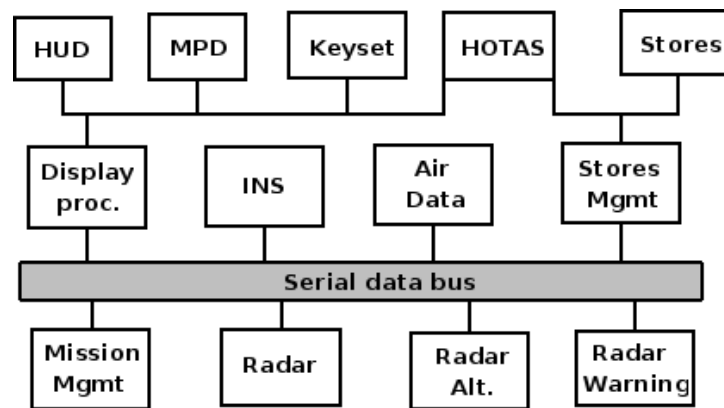 HUD
MPD
Keyset
HOTAS
Stores
Display
proc.
INS
Air
Data
Stores
Mgmt
Serial data bus
Mission
Mgmt
Radar
Radar
Alt.
Radar
Warning